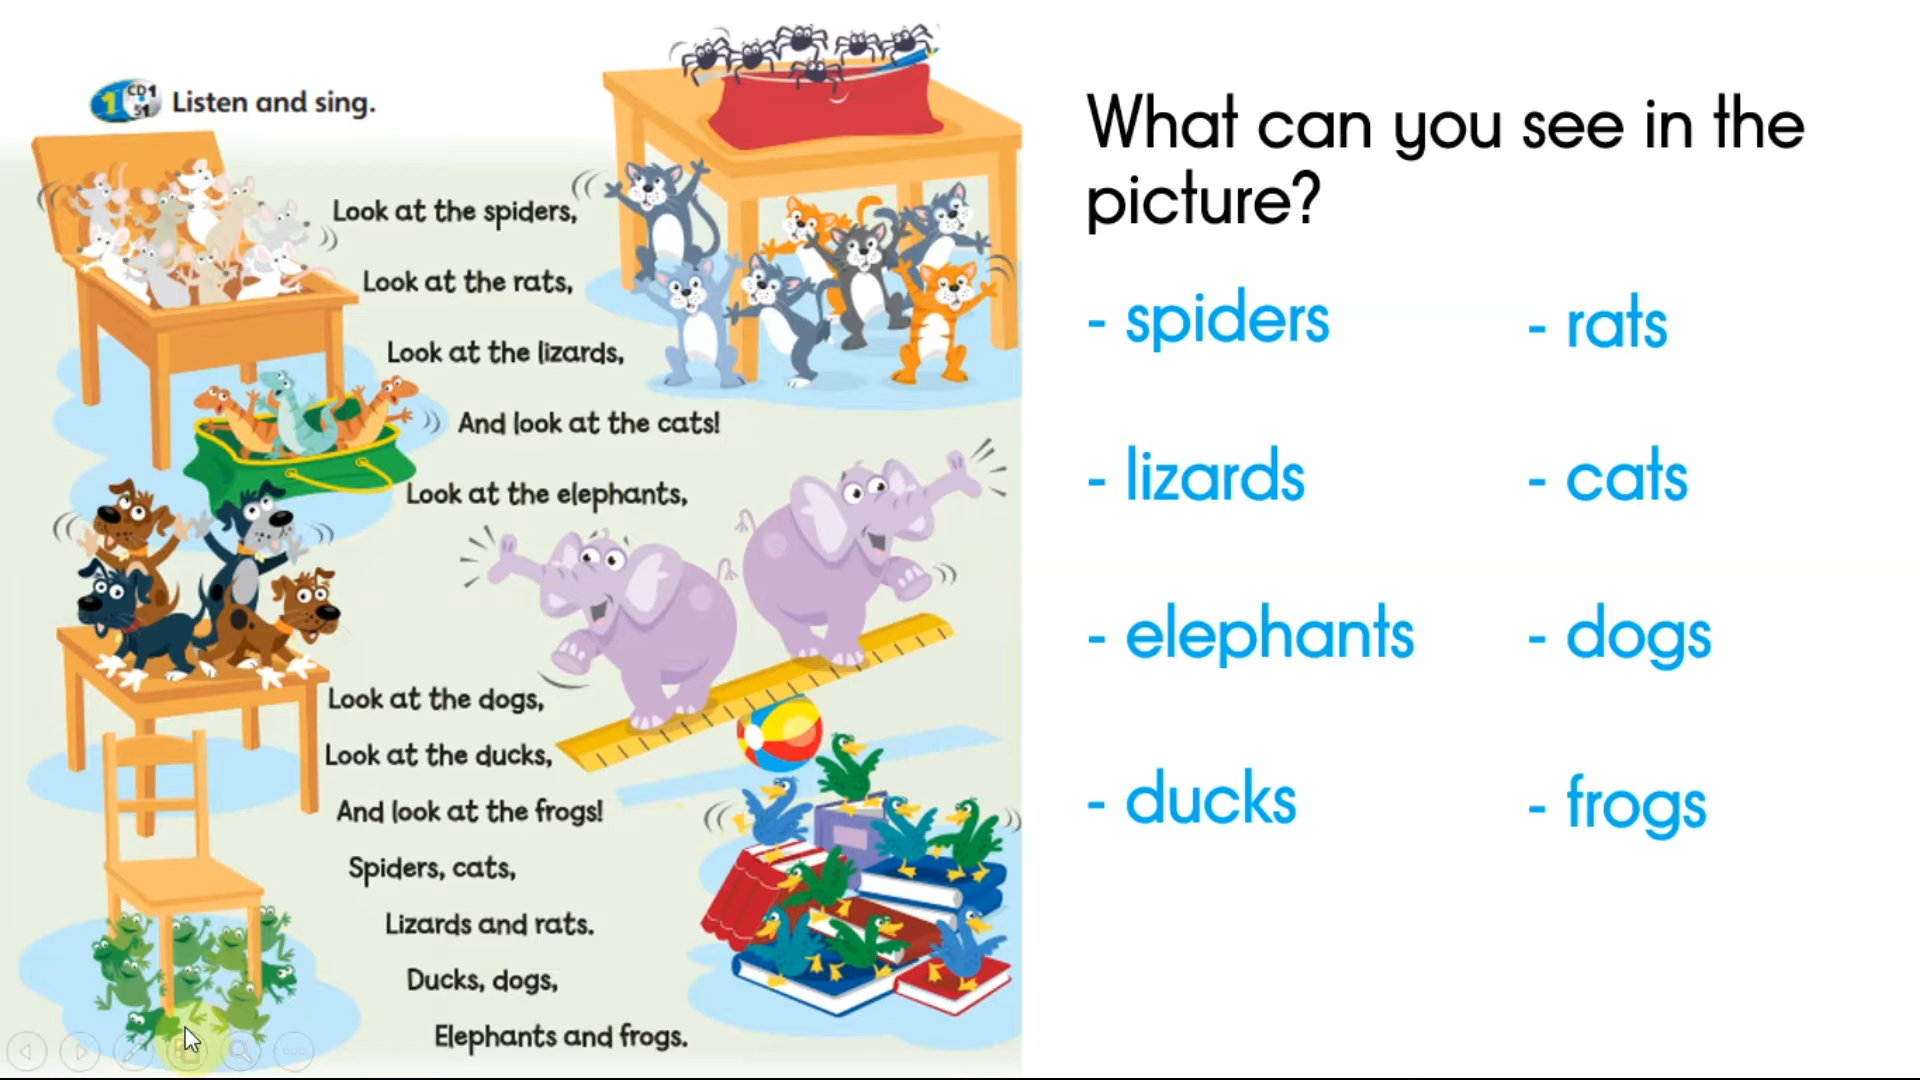 1 CD1 S1 Listen and sing.
Look at the spiders,
Look at the rats,
Look at the lizards,
And look at the cats!
Look at the elephants,
Look at the dogs,
Look at the ducks,
And look at the frogs!
Spiders, cats,
Lizards and rats.
Ducks, dogs,
Elephants and frogs.
What can you see in the
picture?
- spiders - rats
- lizards - cats
- elephants - dogs
- ducks - frogs